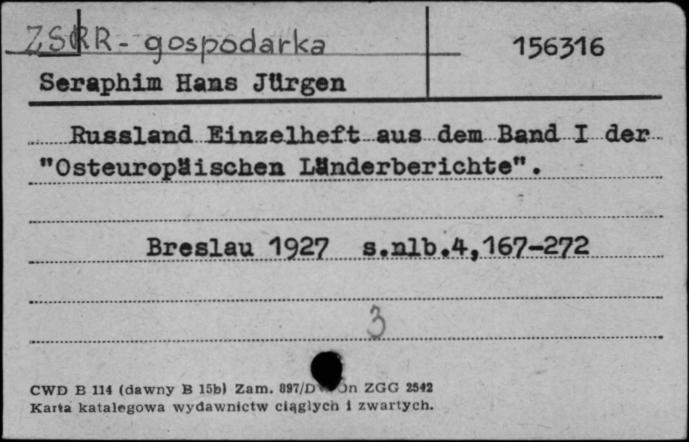 ZSRR - gospodarka
156316
Seraphim Hans Jürgen
Russland Einzelheft aus dem Band I der
"Osteuropäischen Länderberichte".
Breslau 1927 s.nlb.4,167-272
3
CWD B 114 (dawny B 15b) Zam. 897/D ZGG 2542
Karta katalegowa wydawnictw ciągłych i zwartych.